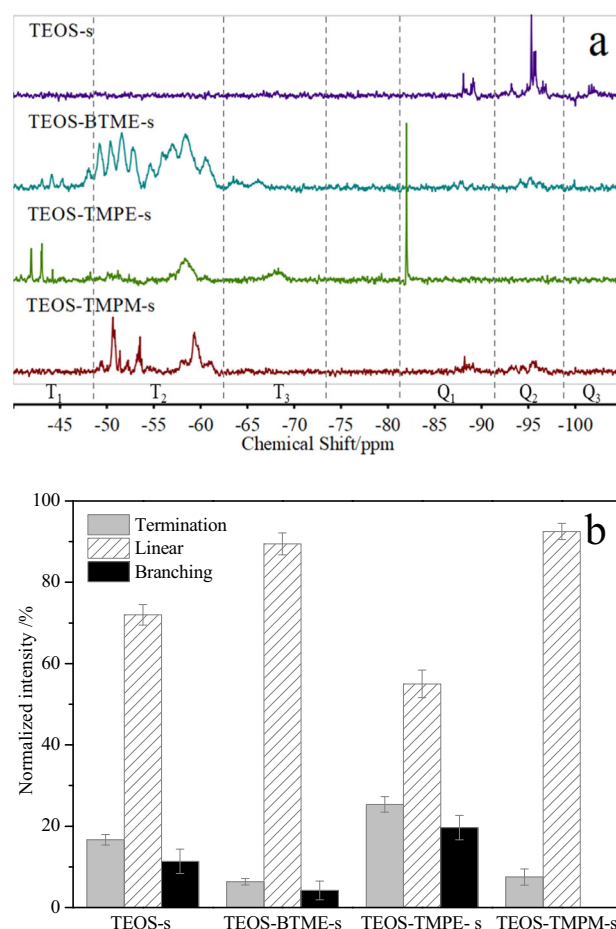 a
TEOS-s
TEOS-BTME-s
TEOS-TMPE-s
TEOS-TMPM-s
T1 T2 T3 Q1 Q2 Q3
-45 -50 -55 -60 -65 -70 -75 -80 -85 -90 -95 -100
Chemical Shift/ppm
b
Termination
Linear
Branching
Normalized intensity /%
100
80
60
40
20
0
TEOS-s TEOS-BTME-s TEOS-TMPE- s TEOS-TMPM-s